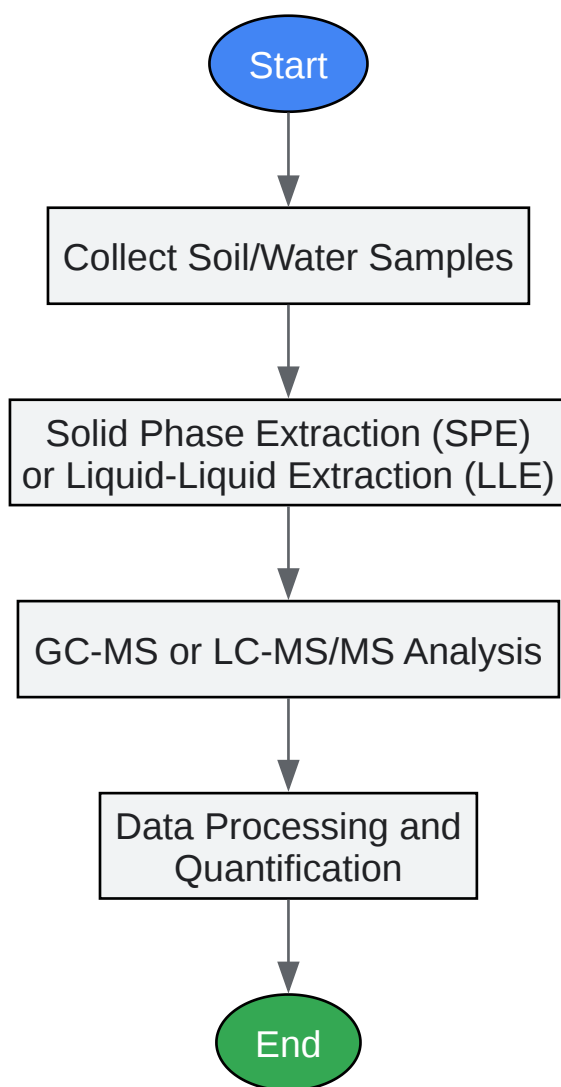 Start
Collect Soil/Water Samples
Solid Phase Extraction (SPE)
or Liquid-Liquid Extraction (LLE)
GC-MS or LC-MS/MS Analysis
Data Processing and
Quantification
End